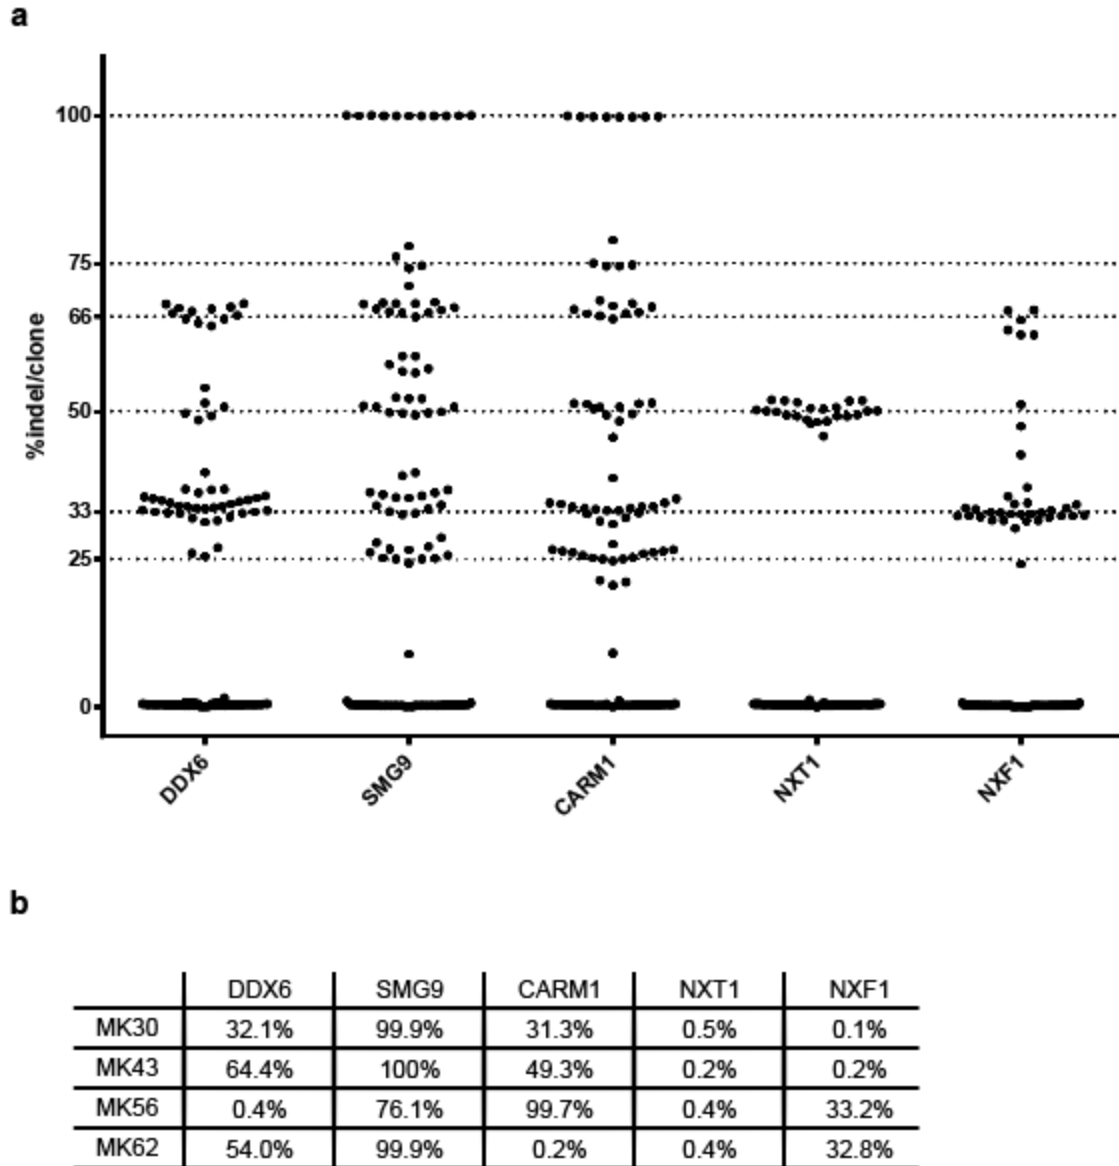 a
100
75
66
50
33
25
0
%indel/clone
DDX6 SMG9 CARM1 NXT1 NXF1
b
DDX6 SMG9 CARM1 NXT1 NXF1
MK30 32.1% 99.9% 31.3% 0.5% 0.1%
MK43 64.4% 100% 49.3% 0.2% 0.2%
MK56 0.4% 76.1% 99.7% 0.4% 33.2%
MK62 54.0% 99.9% 0.2% 0.4% 32.8%